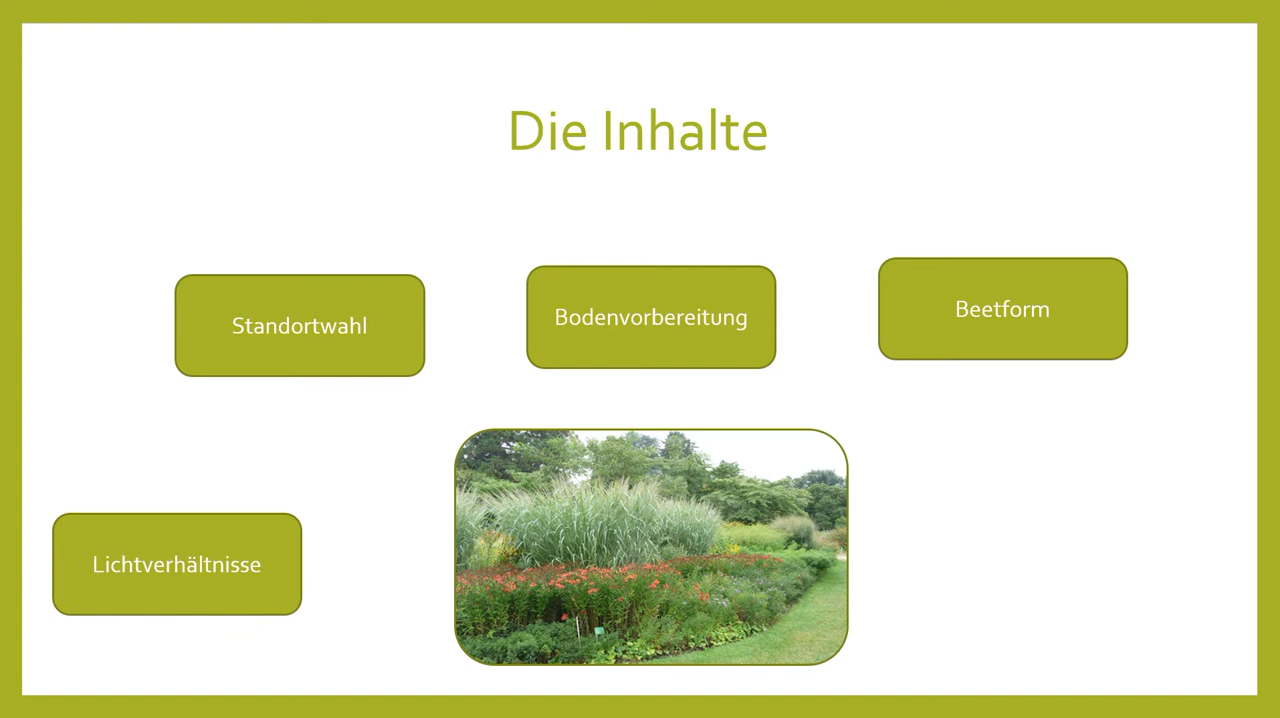 Die Inhalte
Standortwahl
Bodenvorbereitung
Beetform
Lichtverhältnisse